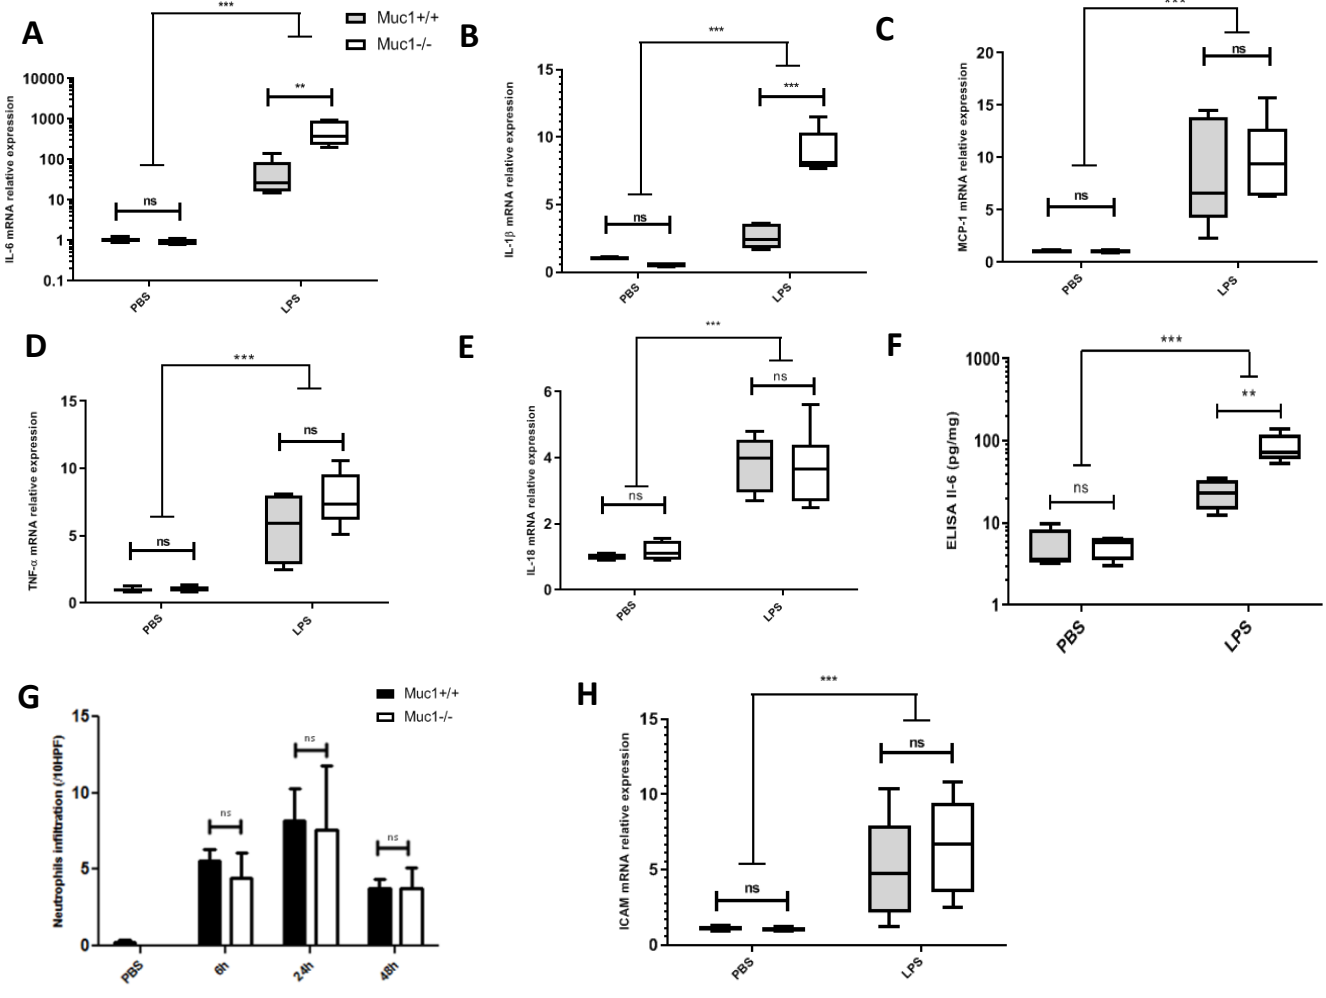 A
***
Muc1+/+
Muc1-/-
**
ns
IL-6 mRNA relative expression
10000
1000
100
10
1
0.1
PBS
LPS
B
***
***
ns
IL-1β mRNA relative expression
15
10
5
0
PBS
LPS
C
***
ns
ns
MCP-1 mRNA relative expression
20
15
10
5
0
PBS
LPS
D
***
ns
ns
TNF-α mRNA relative expression
15
10
5
0
PBS
LPS
E
***
ns
ns
IL-18 mRNA relative expression
6
4
2
0
PBS
LPS
F
***
**
ns
ELISA Il-6 (pg/mg)
1000
100
10
1
PBS
LPS
G
Muc1+/+
Muc1-/-
ns
ns
ns
Neutrophils infiltration (/10HPF)
15
10
5
0
PBS
6h
24h
48h
H
***
ns
ns
ICAM mRNA relative expression
15
10
5
0
PBS
LPS